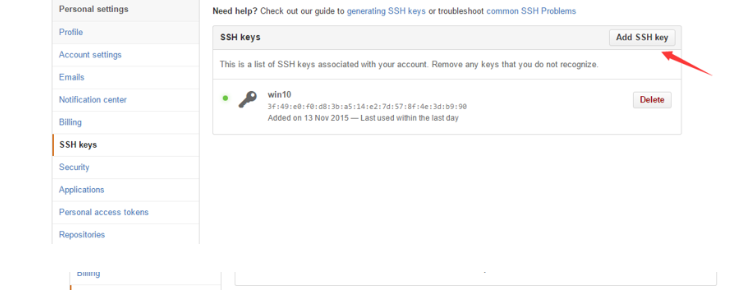 Personal settings
Profile
Account settings
Emails
Notification center
Billing
SSH keys
Security
Applications
Personal access tokens
Repositories
Need help? Check out our guide to generating SSH keys or troubleshoot common SSH Problems
SSH keys
Add SSH key
This is a list of SSH keys associated with your account. Remove any keys that you do not recognize.
win10
3f:49:e0:f0:d8:3b:a5:14:e2:7d:57:8f:4e:3d:b9:90
Added on 13 Nov 2015 — Last used within the last day
Delete
Billing